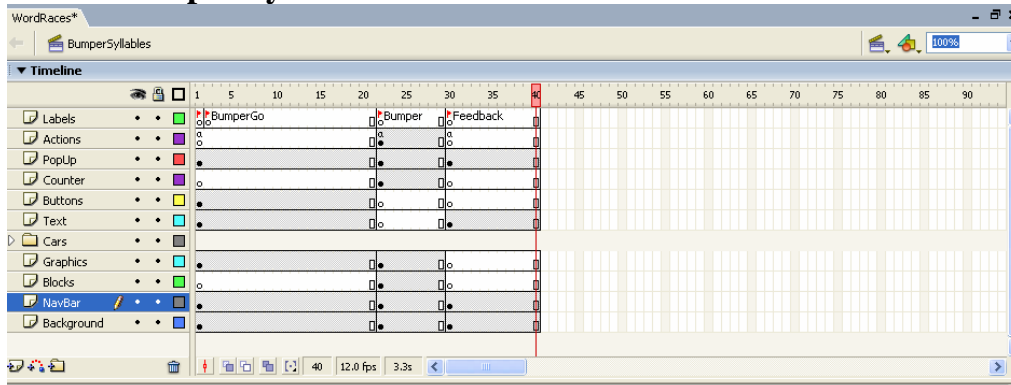 WordRaces*
BumperSyllables
100%
Timeline
1 5 10 15 20 25 30 35 40 45 50 55 60 65 70 75 80 85 90
Labels BumperGo Bumper Feedback
Actions
PopUp
Counter
Buttons
Text
Cars
Graphics
Blocks
NavBar
Background
40 12.0 fps 3.3s